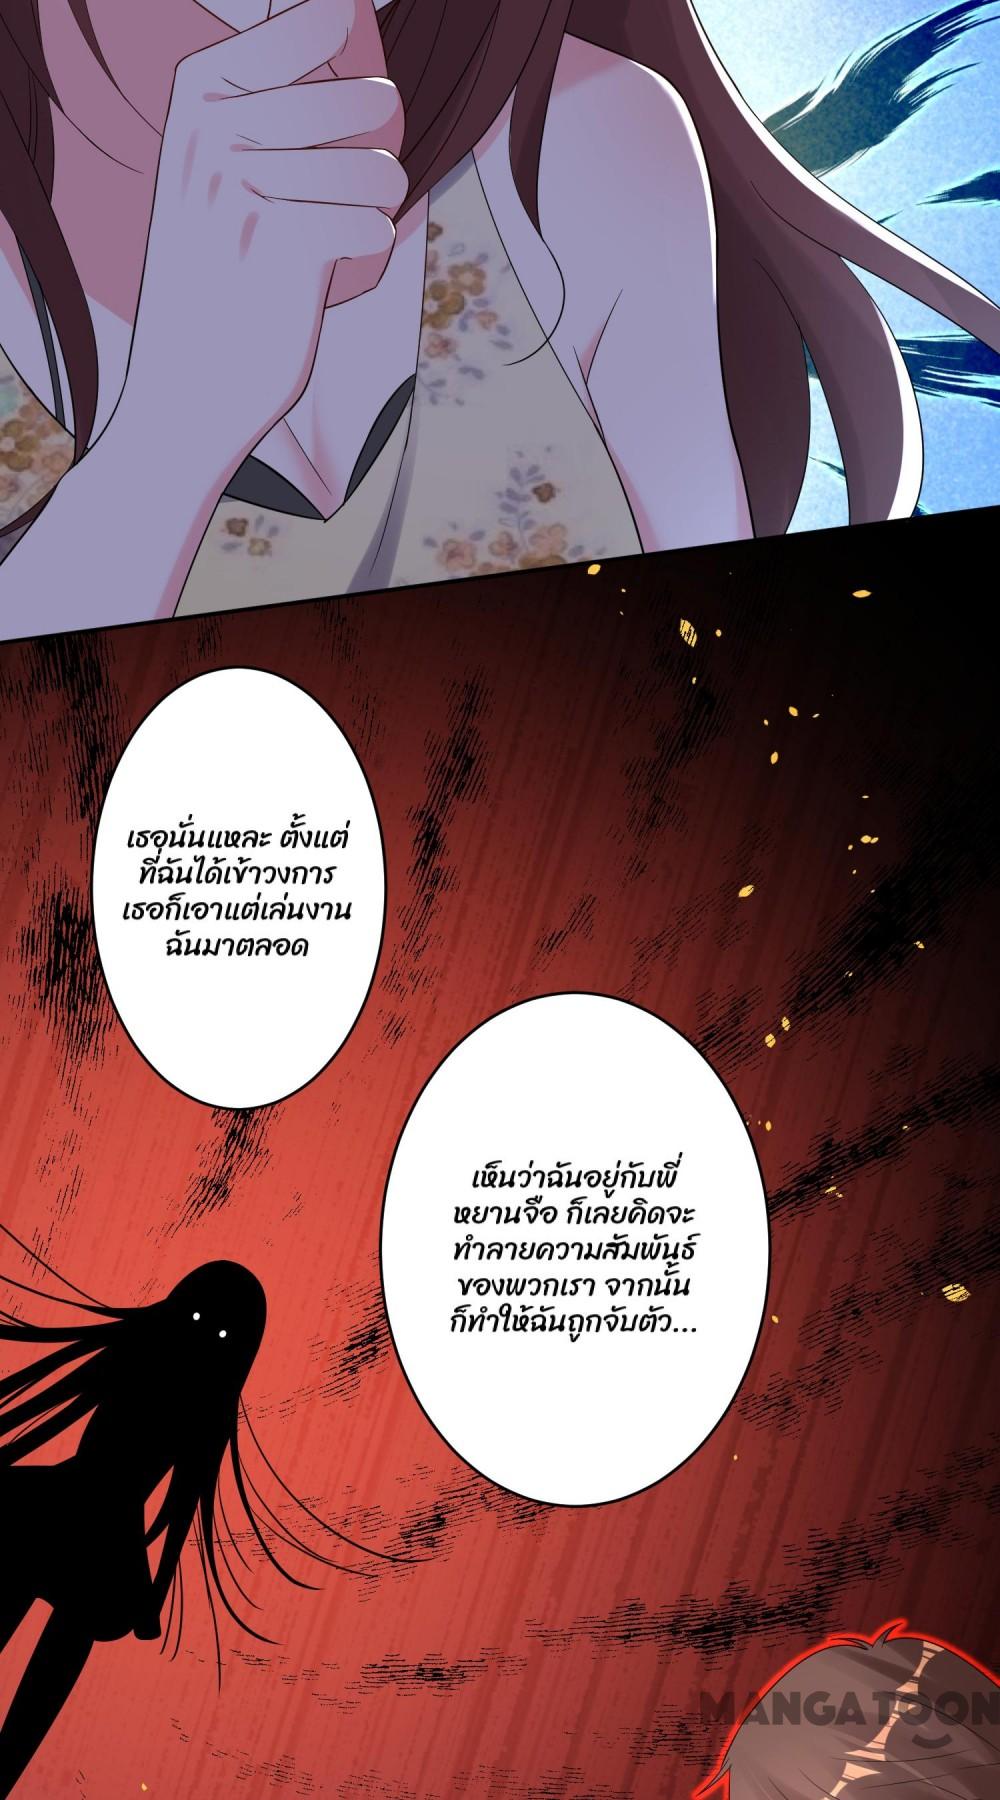 เธอนั่นแหละ ตั้งแต่
ที่ฉันได้เข้าวงการ
เธอก็เอาแต่เล่นงาน
ฉันมาตลอด
เห็นว่าฉันอยู่กับพี่
หยานจือ ก็เลยคิดจะ
ทำลายความสัมพันธ์
ของพวกเรา จากนั้น
ก็ทำให้ฉันถูกจับตัว...
MANGATOON